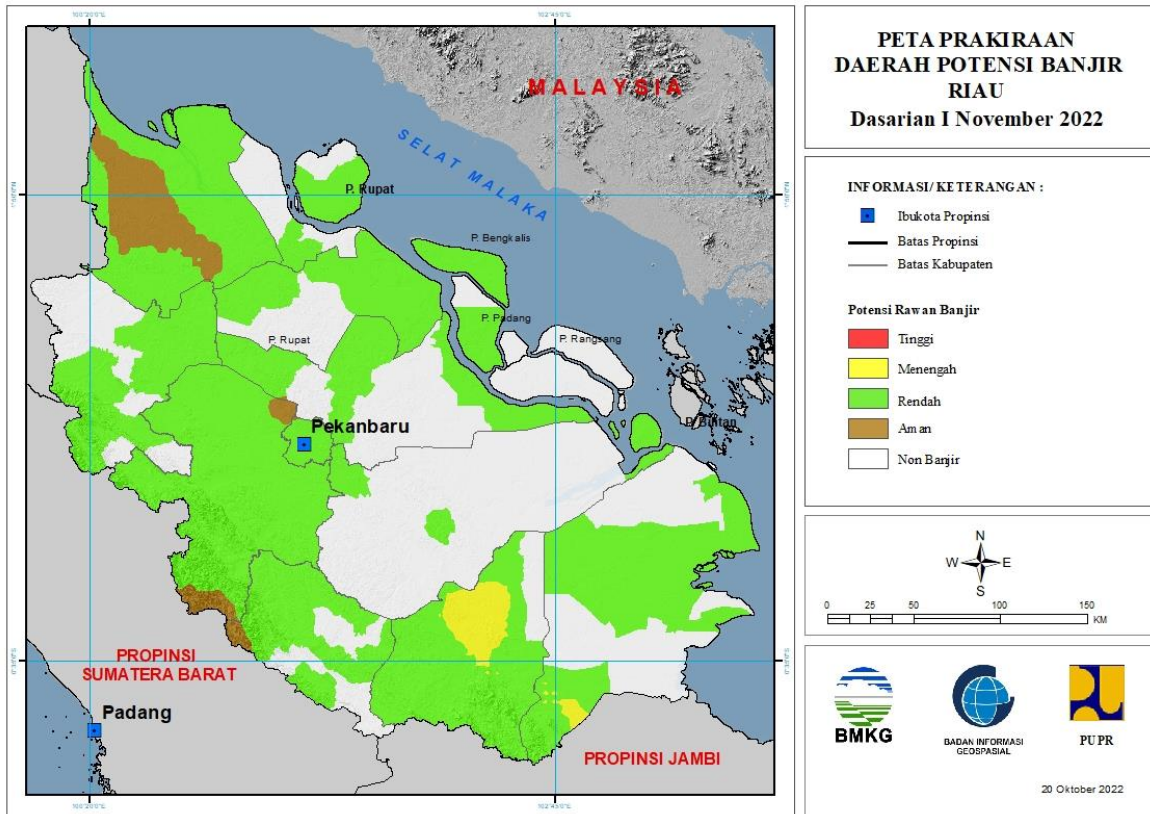 PETA PRAKIRAAN
DAERAH POTENSI BANJIR
RIAU
Dasarian I November 2022
INFORMASI/ KETERANGAN :
Ibukota Propinsi
Batas Propinsi
Batas Kabupaten
Potensi Rawan Banjir
Tinggi
Menengah
Rendah
Aman
Non Banjir
N
W
E
S
0
25
50
100
150
KM
BMKG
BADAN INFORMASI
GEOSPASIAL
PUPR
20 Oktober 2022
MALAYSIA
SELAT MALAKA
P. Rupat
P. Bengkalis
P. Padang
P. Rangsang
P. Rupat
P. Bintan
Pekanbaru
PROPINSI
SUMATERA BARAT
Padang
PROPINSI JAMBI